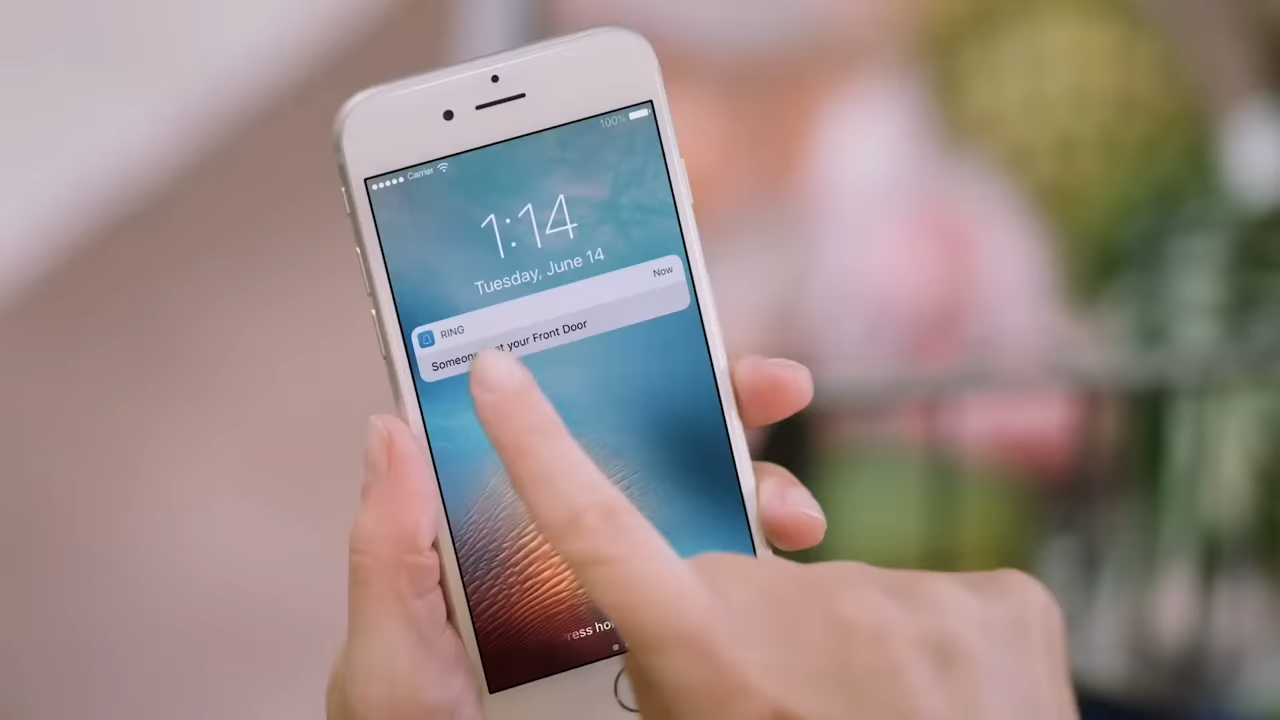 Carrier 100%
1:14
Tuesday, June 14
RING Now
Someone at your Front Door
ress ho